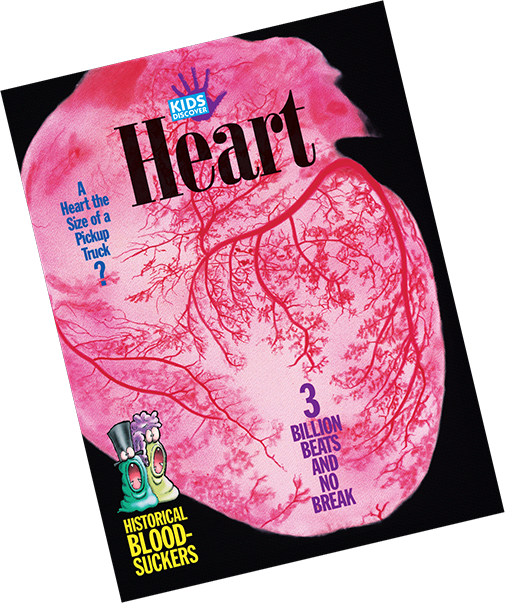 KIDS
DISCOVER
Heart
A
Heart the
Size of a
Pickup
Truck
?
3
BILLION
BEATS
AND
NO
BREAK
HISTORICAL
BLOOD-
SUCKERS